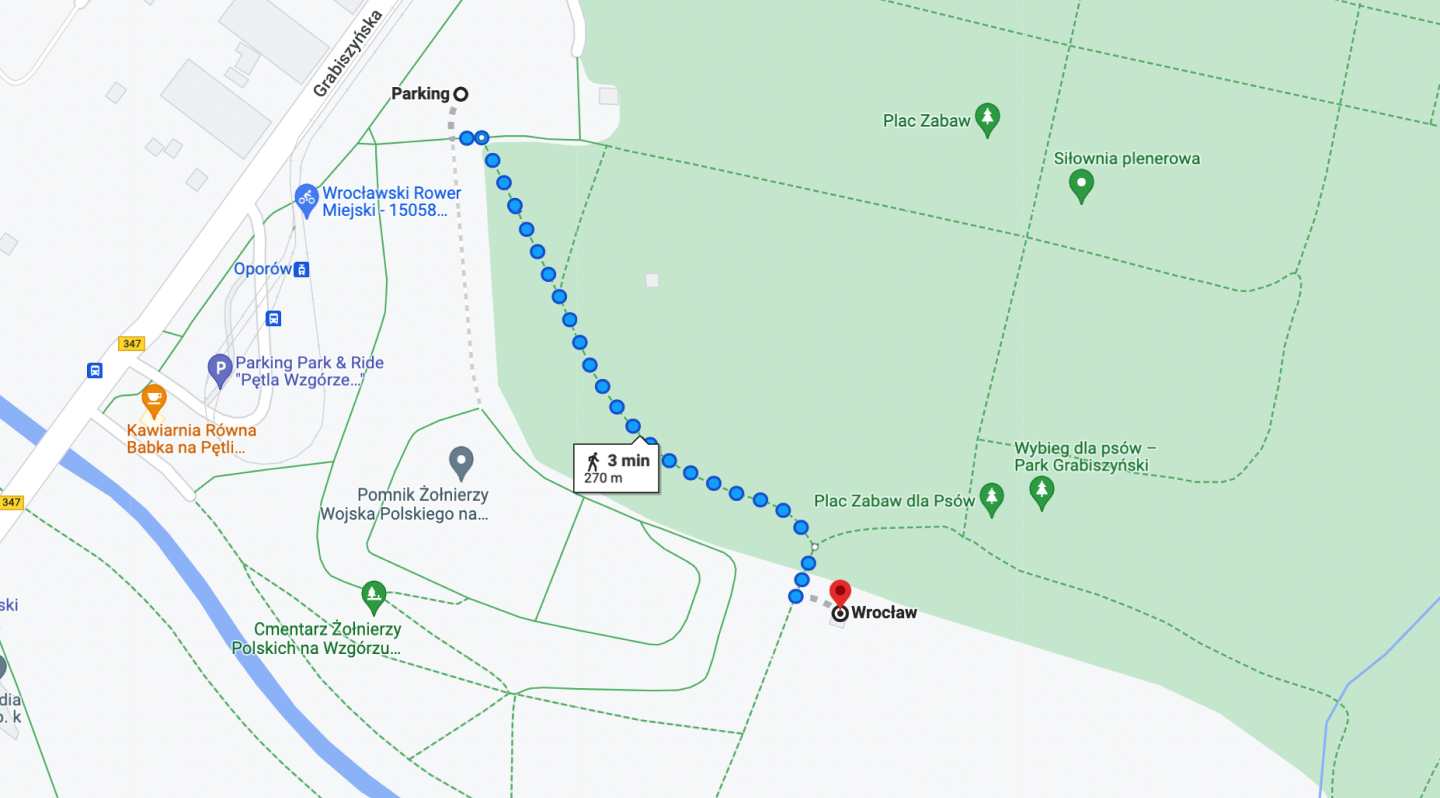 Grabiszyńska
Parking
Plac Zabaw
Siłownia plenerowa
Wrocławski Rower
Miejski - 15058...
Oporów
347
Parking Park & Ride
"Pętla Wzgórze..."
P
Kawiarnia Równa
Babka na Pętli...
3 min
270 m
Wybieg dla psów –
Park Grabiszyński
Plac Zabaw dla Psów
Pomnik Żołnierzy
Wojska Polskiego na...
347
Wrocław
ski
Cmentarz Żołnierzy
Polskich na Wzgórzu...
dia
o. k